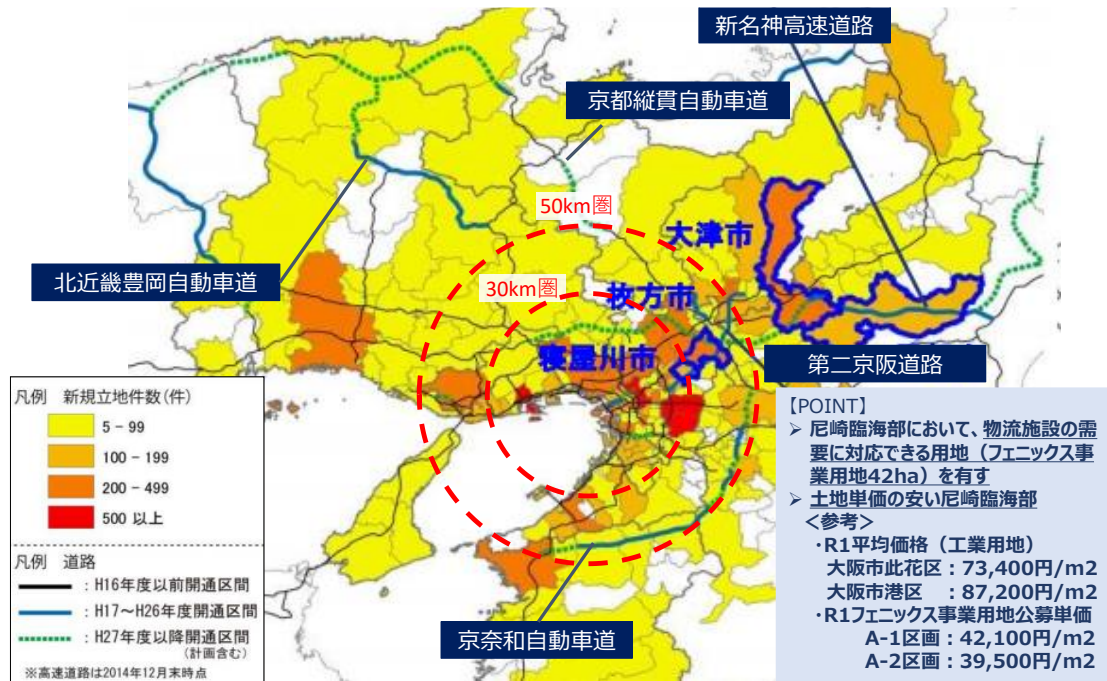 新名神高速道路
京都縦貫自動車道
50km圏
大津市
北近畿豊岡自動車道
30km圏
枚方市
寝屋川市
第二京阪道路
凡例 新規立地件数(件)
5 - 99
100 - 199
200 - 499
500 以上
凡例 道路
:H16年度以前開通区間
:H17～H26年度開通区間
:H27年度以降開通区間
(計画含む)
※高速道路は2014年12月末時点
京奈和自動車道
【POINT】
➢ 尼崎臨海部において、物流施設の需
要に対応できる用地（フェニックス事
業用地42ha）を有す
➢ 土地単価の安い尼崎臨海部
＜参考＞
・R1平均価格（工業用地）
大阪市此花区：73,400円/m2
大阪市港区 ：87,200円/m2
・R1フェニックス事業用地公募単価
A-1区画：42,100円/m2
A-2区画：39,500円/m2